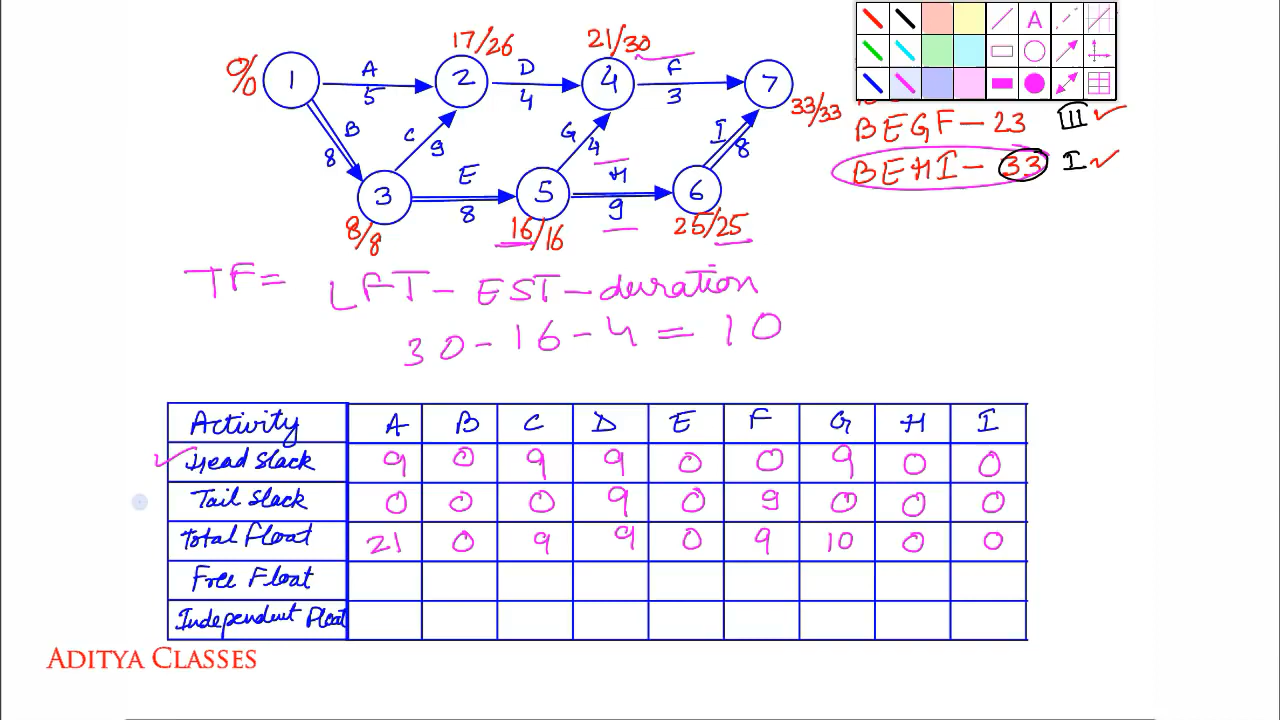 17/26
21/30
0/0
1
A
5
2
D
4
4
F
3
7
33/33
B
8
C
9
G
4
I
8
3
E
8
5
H
9
6
8/8
16/16
25/25
A
BEGF - 23 III ✓
BEHI - 33 I ✓
TF = LFT - EST - duration
30 - 16 - 4 = 10
Activity A B C D E F G H I
✓ Head Slack 9 0 9 9 0 0 9 0 0
Tail Slack 0 0 0 9 0 9 0 0 0
Total Float 21 0 9 9 0 9 10 0 0
Free Float
Independent Float
ADITYA CLASSES